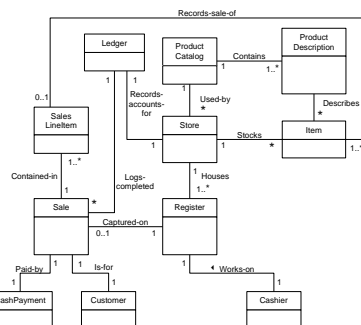 Records-sale-of
Ledger
Product
Catalog
Product
Description
1
1
1
Contains
1
1..*
Records-
accounts-
for
Used-by
1
*
Describes
*
0..1
Sales
LineItem
Store
Item
Stocks
1
1
*
1..*
1..*
Contained-in
1
Logs-
completed
*
1
Houses
1..*
Sale
Captured-on
0..1
1
Register
Paid-by
1
1
Is-for
1
1
1
Works-on
1
ashPayment
Customer
Cashier